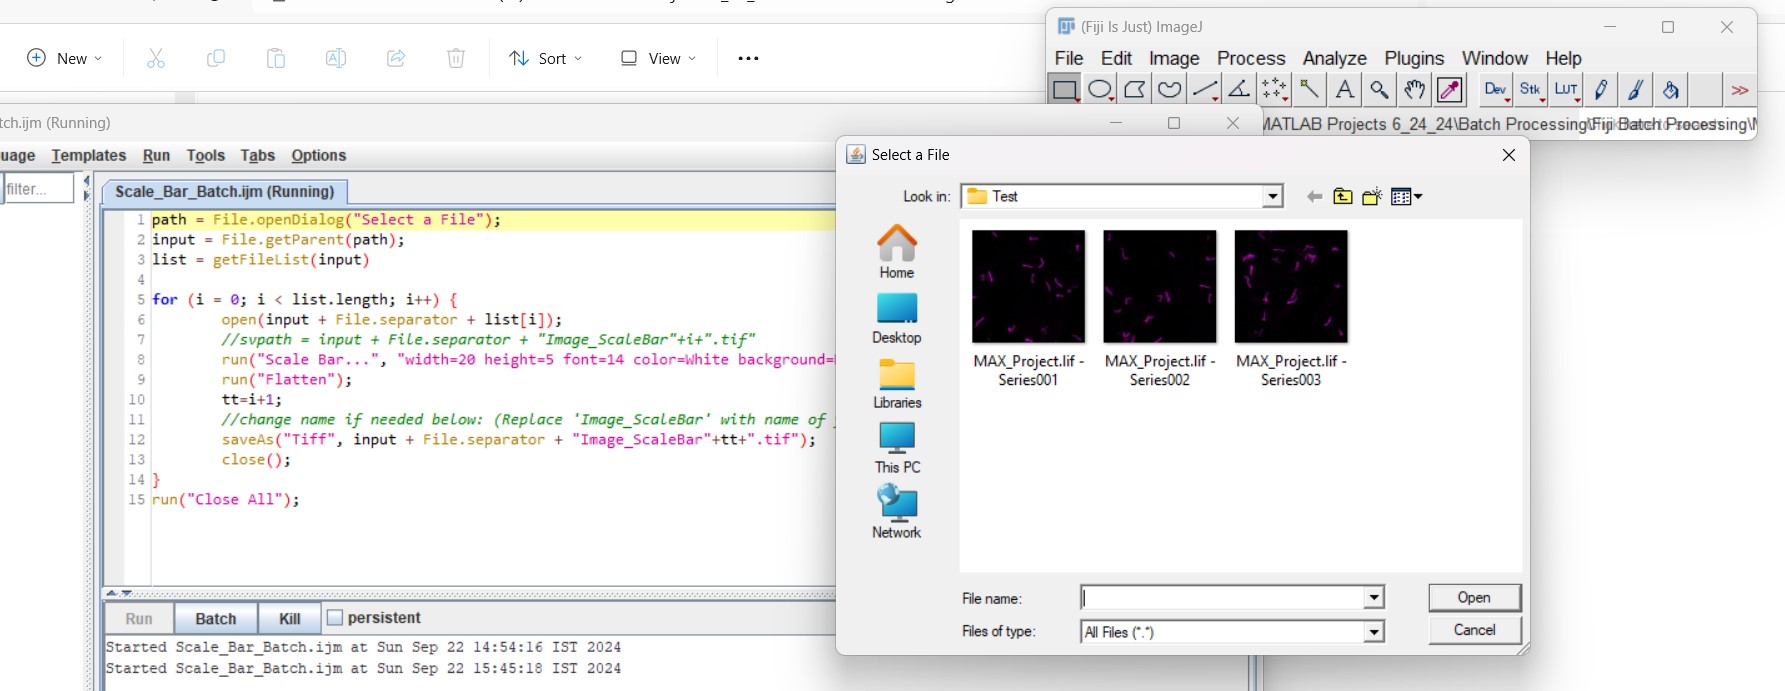 New
Sort
View
(Fiji Is Just) ImageJ
File Edit Image Process Analyze Plugins Window Help
Dev Stk LUT >>
MATLAB Projects 6_24_24\Batch Processing\Fiji Batch Processing\
tch.ijm (Running)
uage Templates Run Tools Tabs Options
filter...
Scale_Bar_Batch.ijm (Running)
1 path = File.openDialog("Select a File");
2 input = File.getParent(path);
3 list = getFileList(input)
4
5 for (i = 0; i < list.length; i++) {
6 open(input + File.separator + list[i]);
7 //svpath = input + File.separator + "Image_ScaleBar"+i+".tif"
8 run("Scale Bar...", "width=20 height=5 font=14 color=White background=
9 run("Flatten");
10 tt=i+1;
11 //change name if needed below: (Replace 'Image_ScaleBar' with name of
12 saveAs("Tiff", input + File.separator + "Image_ScaleBar"+tt+".tif");
13 close();
14 }
15 run("Close All");
Run Batch Kill persistent
Started Scale_Bar_Batch.ijm at Sun Sep 22 14:54:16 IST 2024
Started Scale_Bar_Batch.ijm at Sun Sep 22 15:45:18 IST 2024
Select a File
Look in: Test
Home
Desktop
Libraries
This PC
Network
MAX_Project.lif -
Series001
MAX_Project.lif -
Series002
MAX_Project.lif -
Series003
File name:
Open
Files of type: All Files (*.*)
Cancel